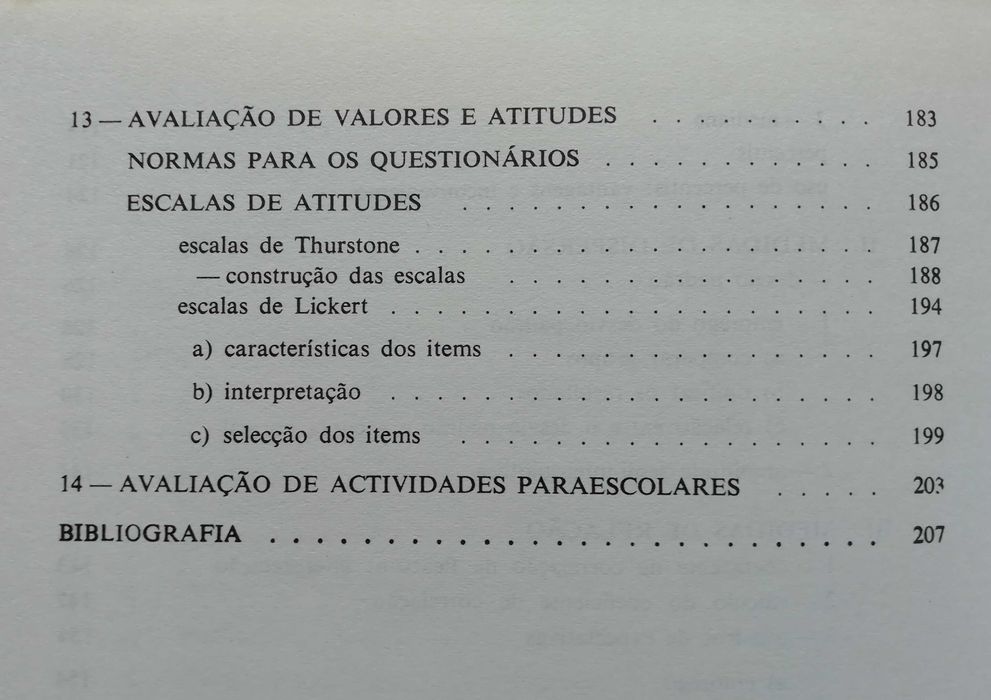 13 — AVALIAÇÃO DE VALORES E ATITUDES . . . . . . . . . 183
NORMAS PARA OS QUESTIONÁRIOS . . . . . . . . . . . 185
ESCALAS DE ATITUDES . . . . . . . . . . . . . . . . . 186
escalas de Thurstone . . . . . . . . . . . . . . . . . . . 187
— construção das escalas . . . . . . . . . . . . . . . 188
escalas de Lickert . . . . . . . . . . . . . . . . . . . . 194
a) características dos items . . . . . . . . . . . . . . . 197
b) interpretação . . . . . . . . . . . . . . . . . . . . 198
c) selecção dos items . . . . . . . . . . . . . . . . . 199
14 — AVALIAÇÃO DE ACTIVIDADES PARAESCOLARES . . . . . 203
BIBLIOGRAFIA . . . . . . . . . . . . . . . . . . . . . . . . . . 207